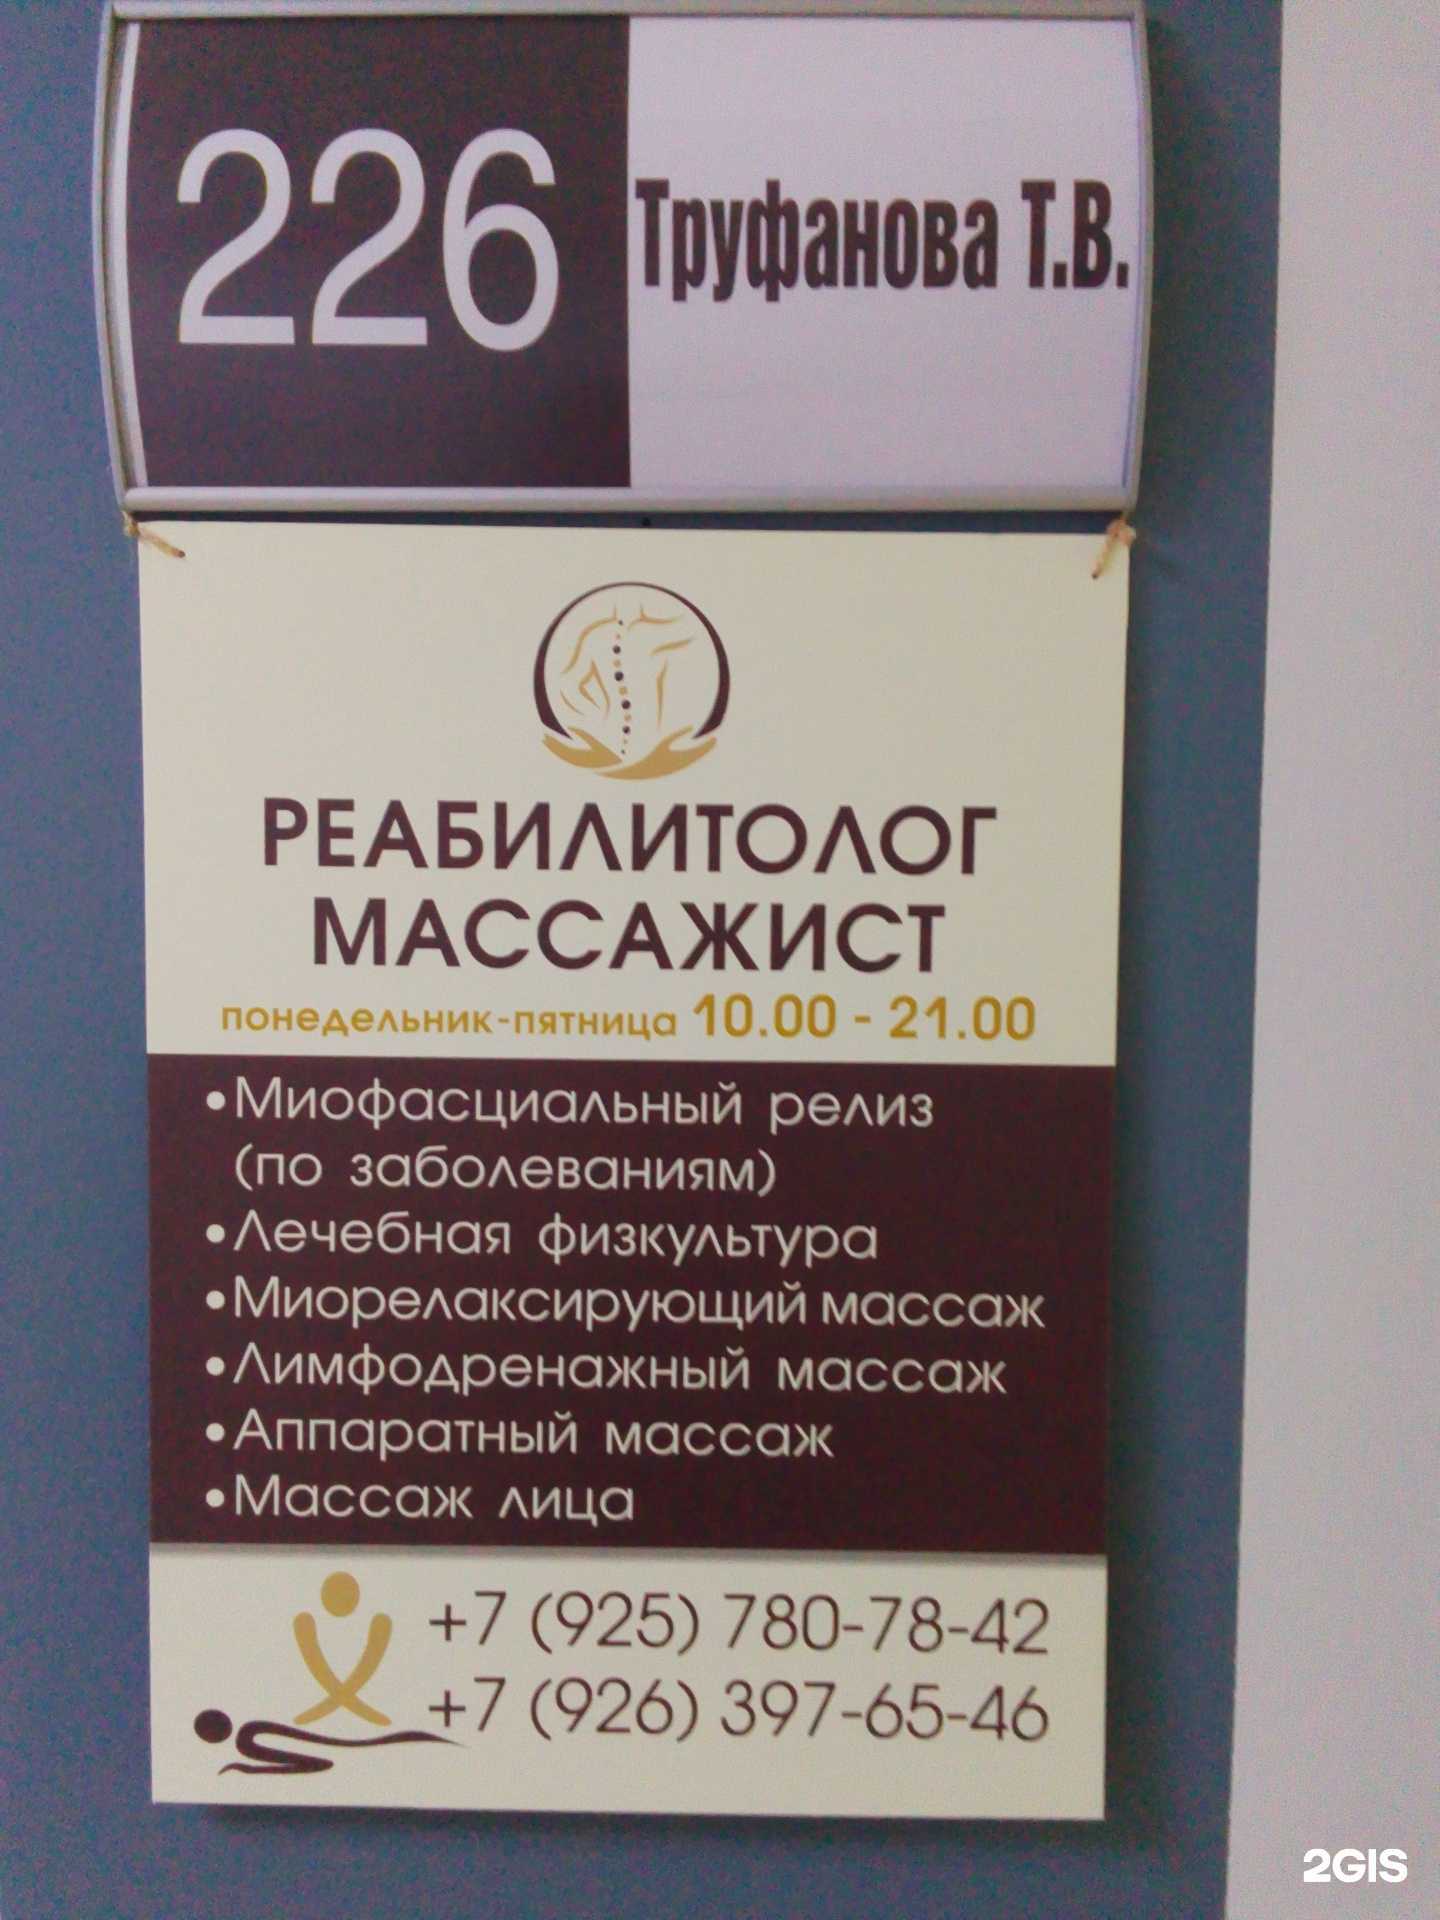 226
Труфанова Т.В.
РЕАБИЛИТОЛОГ
МАССАЖИСТ
понедельник-пятница 10.00 - 21.00
•Миофасциальный релиз
(по заболеваниям)
•Лечебная физкультура
•Миорелаксирующий массаж
•Лимфодренажный массаж
•Аппаратный массаж
•Массаж лица
+7 (925) 780-78-42
+7 (926) 397-65-46
2GIS